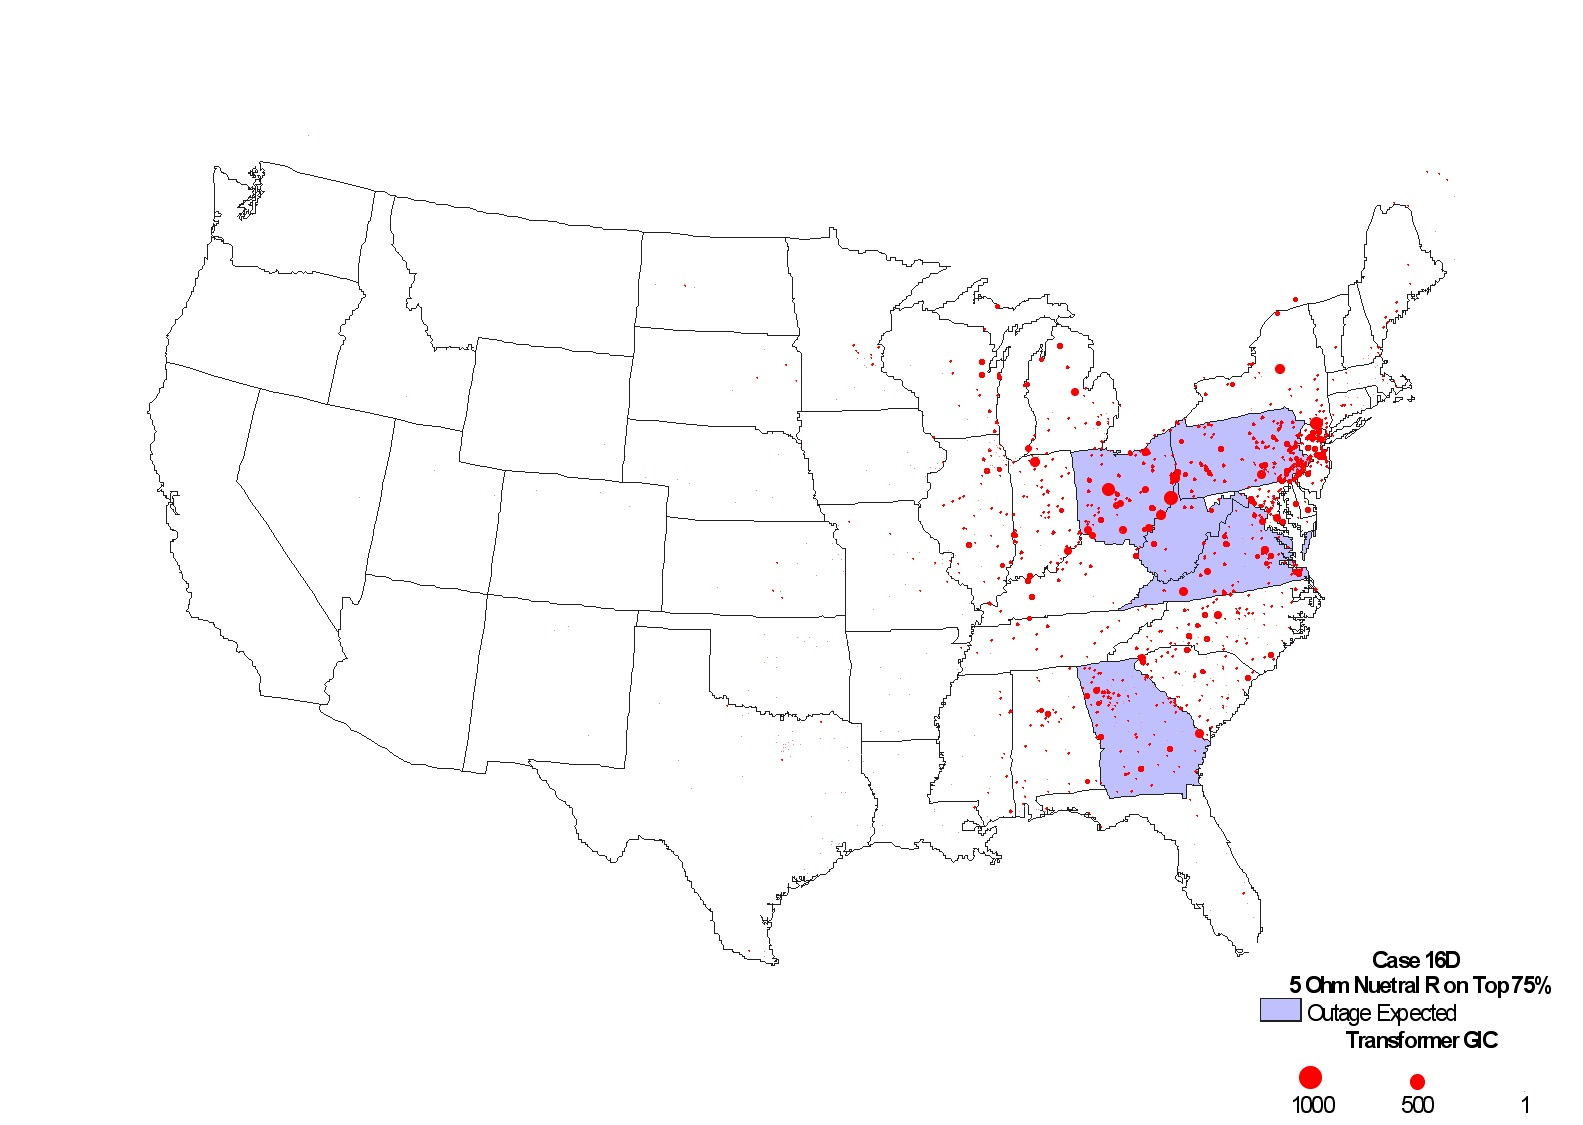 Case 16D
5 Ohm Nuetral R on Top 75%
Outage Expected
Transformer GIC
1000 500 1